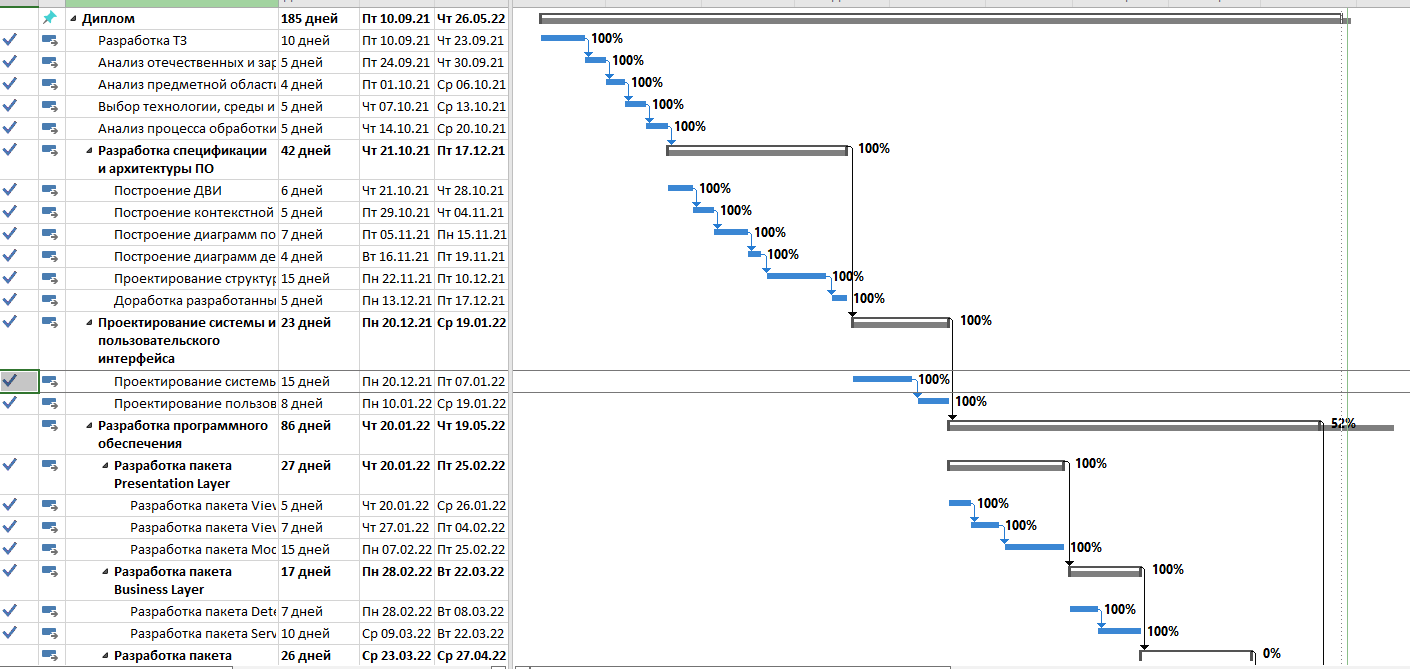 Диплом 185 дней Пт 10.09.21 Чт 26.05.22
Разработка ТЗ 10 дней Пт 10.09.21 Чт 23.09.21 100%
Анализ отечественных и зар 5 дней Пт 24.09.21 Чт 30.09.21 100%
Анализ предметной области 4 дней Пт 01.10.21 Ср 06.10.21 100%
Выбор технологии, среды и 5 дней Чт 07.10.21 Ср 13.10.21 100%
Анализ процесса обработки 5 дней Чт 14.10.21 Ср 20.10.21 100%
Разработка спецификации 42 дней Чт 21.10.21 Пт 17.12.21 100%
и архитектуры ПО
Построение ДВИ 6 дней Чт 21.10.21 Чт 28.10.21 100%
Построение контекстной 5 дней Пт 29.10.21 Чт 04.11.21 100%
Построение диаграмм по 7 дней Пт 05.11.21 Пн 15.11.21 100%
Построение диаграмм де 4 дней Вт 16.11.21 Пт 19.11.21 100%
Проектирование структур 15 дней Пн 22.11.21 Пт 10.12.21 100%
Доработка разработанны 5 дней Пн 13.12.21 Пт 17.12.21 100%
Проектирование системы и 23 дней Пн 20.12.21 Ср 19.01.22 100%
пользовательского
интерфейса
Проектирование системы 15 дней Пн 20.12.21 Пт 07.01.22 100%
Проектирование пользов 8 дней Пн 10.01.22 Ср 19.01.22 100%
Разработка программного 86 дней Чт 20.01.22 Чт 19.05.22 52%
обеспечения
Разработка пакета 27 дней Чт 20.01.22 Пт 25.02.22 100%
Presentation Layer
Разработка пакета Viev 5 дней Чт 20.01.22 Ср 26.01.22 100%
Разработка пакета Viev 7 дней Чт 27.01.22 Пт 04.02.22 100%
Разработка пакета Moc 15 дней Пн 07.02.22 Пт 25.02.22 100%
Разработка пакета 17 дней Пн 28.02.22 Вт 22.03.22 100%
Business Layer
Разработка пакета Dete 7 дней Пн 28.02.22 Вт 08.03.22 100%
Разработка пакета Serv 10 дней Ср 09.03.22 Вт 22.03.22 100%
Разработка пакета 26 дней Ср 23.03.22 Ср 27.04.22 0%